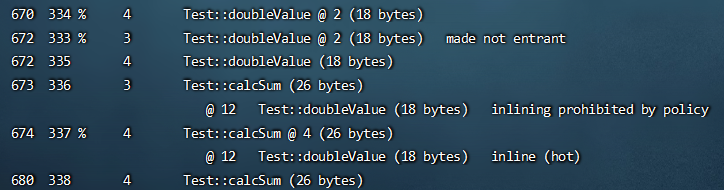 670 334 % 4 Test::doubleValue @ 2 (18 bytes)
672 333 % 3 Test::doubleValue @ 2 (18 bytes) made not entrant
672 335 4 Test::doubleValue (18 bytes)
673 336 3 Test::calcSum (26 bytes)
@ 12 Test::doubleValue (18 bytes) inlining prohibited by policy
674 337 % 4 Test::calcSum @ 4 (26 bytes)
@ 12 Test::doubleValue (18 bytes) inline (hot)
680 338 4 Test::calcSum (26 bytes)